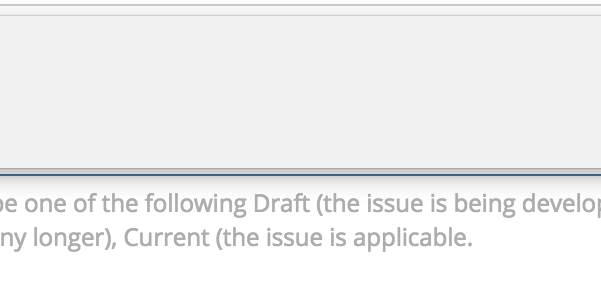 be one of the following Draft (the issue is being develop
ny longer), Current (the issue is applicable.